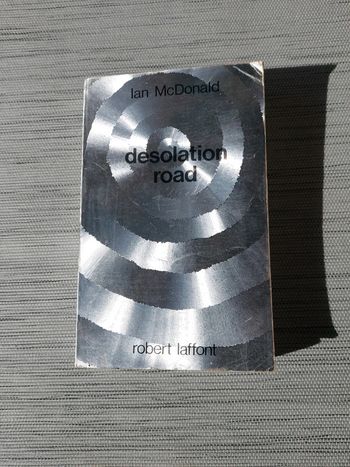 Ian McDonald
desolation
road
robert laffont